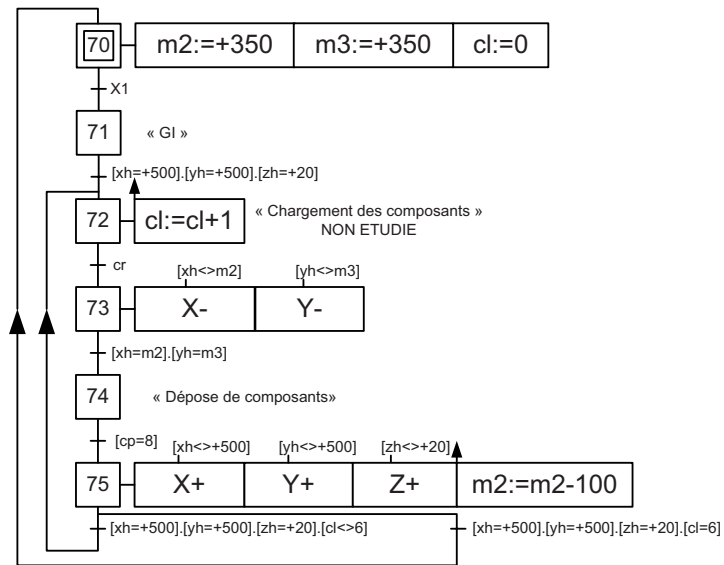 70 m2:=+350 m3:=+350 cl:=0
X1
71 « GI »
[xh=+500].[yh=+500].[zh=+20]
72 cl:=cl+1 « Chargement des composants »
NON ETUDIE
cr
[xh<>m2] [yh<>m3]
73 X- Y-
[xh=m2].[yh=m3]
74 « Dépose de composants»
[cp=8]
[xh<>+500] [yh<>+500] [zh<>+20]
75 X+ Y+ Z+ m2:=m2-100
[xh=+500].[yh=+500].[zh=+20].[cl<>6] [xh=+500].[yh=+500].[zh=+20].[cl=6]